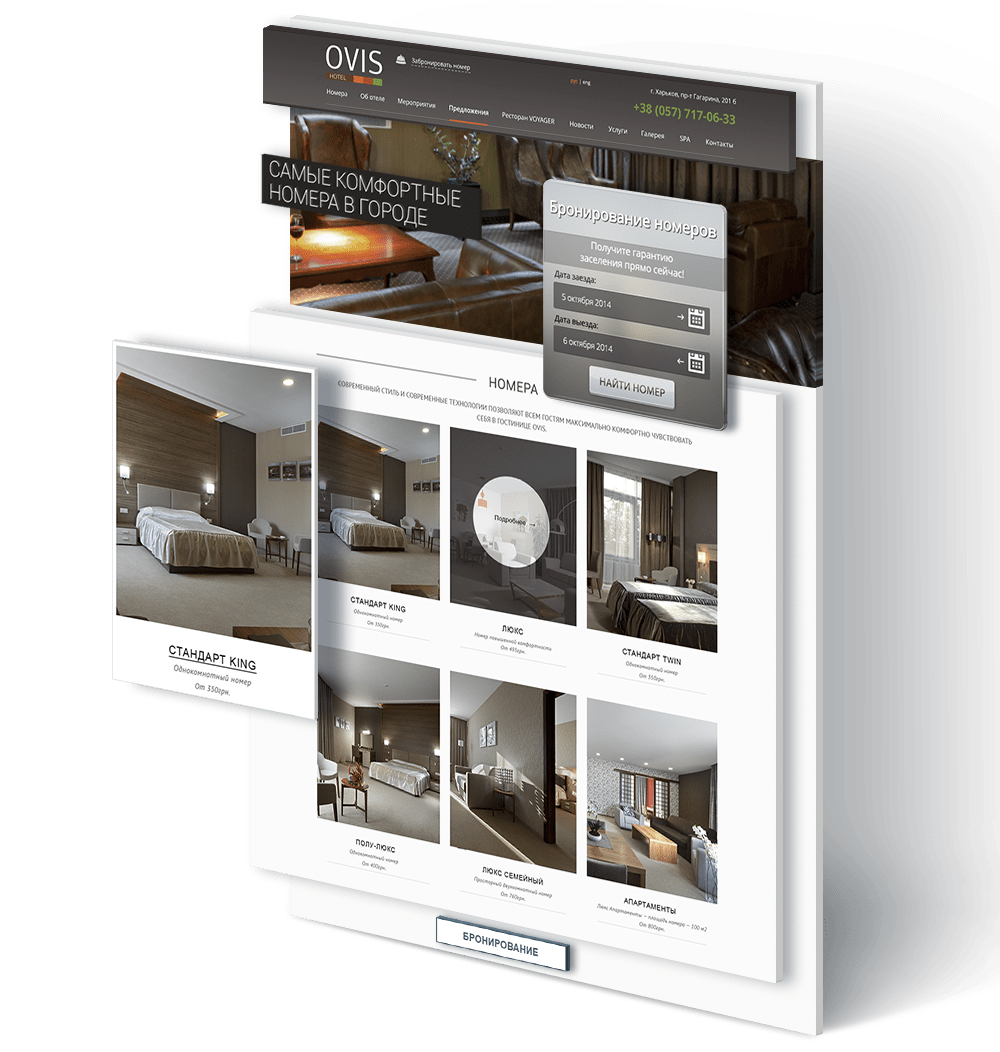 OVIS
HOTEL
Забронировать номер
рус | eng
г. Харьков, пр-т Гагарина, 201 б
+38 (057) 717-06-33
Номера Об отеле Мероприятия Предложения Ресторан VOYAGER Новости Услуги Галерея SPA Контакты
САМЫЕ КОМФОРТНЫЕ
НОМЕРА В ГОРОДЕ
Бронирование номеров
Получите гарантию
заселения прямо сейчас!
Дата заезда:
5 октября 2014
Дата выезда:
6 октября 2014
НАЙТИ НОМЕР
НОМЕРА
СОВРЕМЕННЫЙ СТИЛЬ И СОВРЕМЕННЫЕ ТЕХНОЛОГИИ ПОЗВОЛЯЮТ ВСЕМ ГОСТЯМ МАКСИМАЛЬНО КОМФОРТНО ЧУВСТВОВАТЬ
СЕБЯ В ГОСТИНИЦЕ OVIS.
СТАНДАРТ KING
Однокомнатный номер
От 350грн.
СТАНДАРТ KING
Однокомнатный номер
От 350грн.
Подробнее →
ЛЮКС
Номер повышенной комфортности
От 495грн.
СТАНДАРТ TWIN
Однокомнатный номер
От 350грн.
ПОЛУ-ЛЮКС
Однокомнатный номер
От 400грн.
ЛЮКС СЕМЕЙНЫЙ
Просторный двухкомнатный номер
От 760грн.
АПАРТАМЕНТЫ
Люкс Апартаменты – площадь номера – 100 м2
От 800грн.
БРОНИРОВАНИЕ